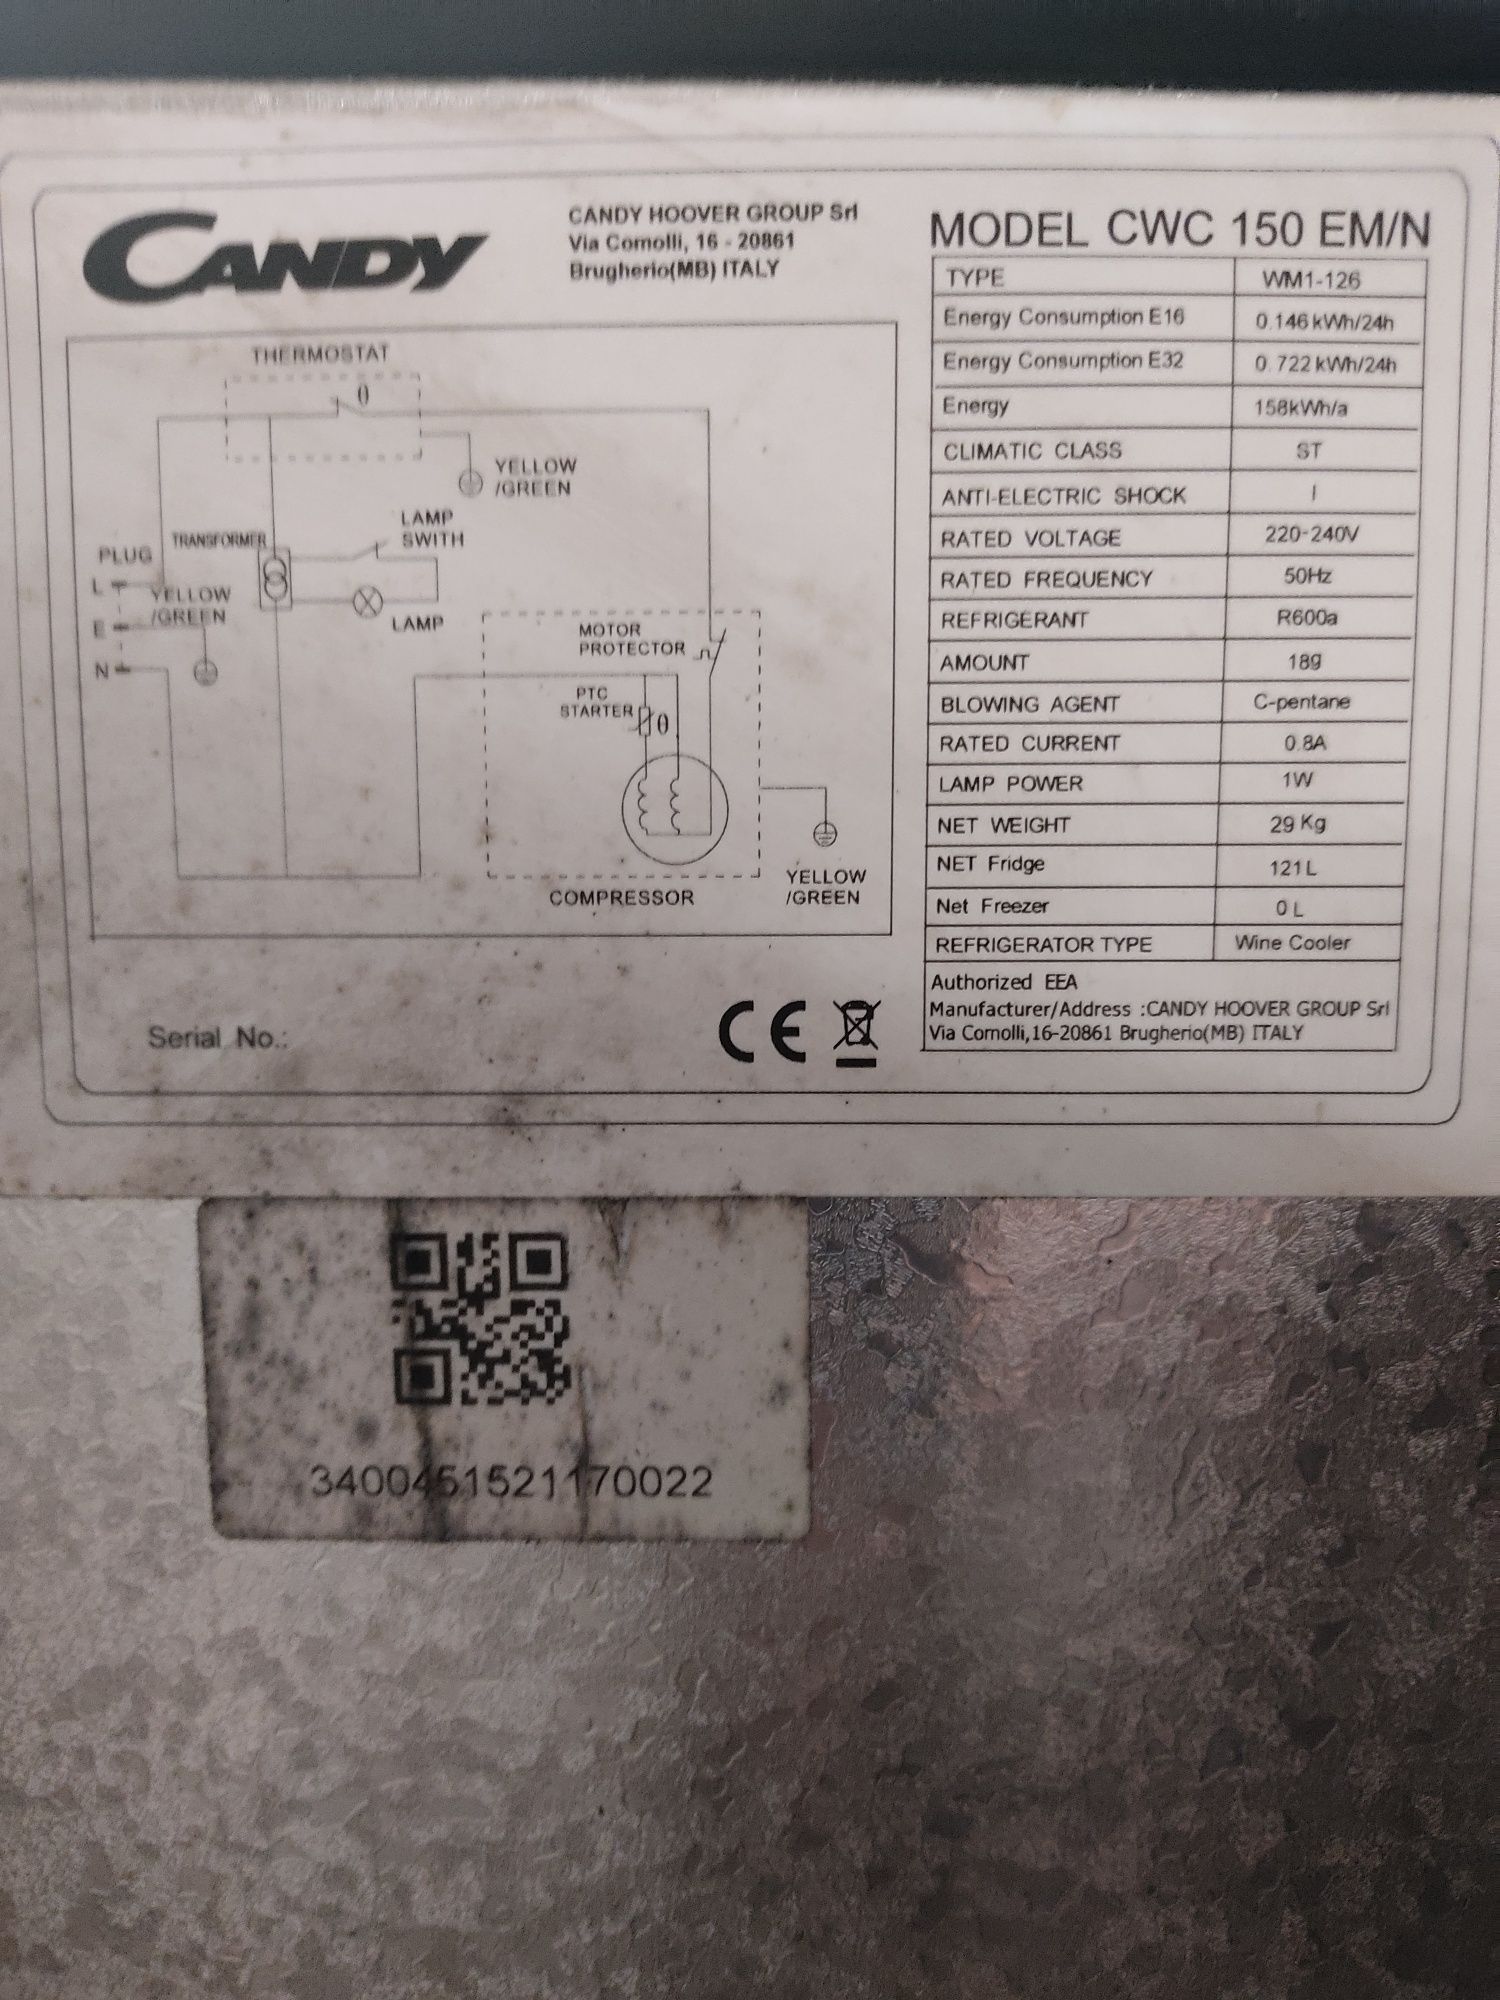 CANDY
CANDY HOOVER GROUP Srl
Via Comolli, 16 - 20861
Brugherio(MB) ITALY
THERMOSTAT
θ
YELLOW
/GREEN
LAMP
SWITH
TRANSFORMER
PLUG
L
YELLOW
/GREEN
E
N
LAMP
MOTOR
PROTECTOR
PTC
STARTER
θ
COMPRESSOR
YELLOW
/GREEN
MODEL CWC 150 EM/N
TYPE WM1-126
Energy Consumption E16 0.146 kWh/24h
Energy Consumption E32 0.722 kWh/24h
Energy 158kWh/a
CLIMATIC CLASS ST
ANTI-ELECTRIC SHOCK I
RATED VOLTAGE 220-240V
RATED FREQUENCY 50Hz
REFRIGERANT R600a
AMOUNT 18g
BLOWING AGENT C-pentane
RATED CURRENT 0.8A
LAMP POWER 1W
NET WEIGHT 29 Kg
NET Fridge 121 L
Net Freezer 0 L
REFRIGERATOR TYPE Wine Cooler
Authorized EEA
Manufacturer/Address :CANDY HOOVER GROUP Srl
Via Comolli,16-20861 Brugherio(MB) ITALY
Serial No.:
CE
3400451521170022